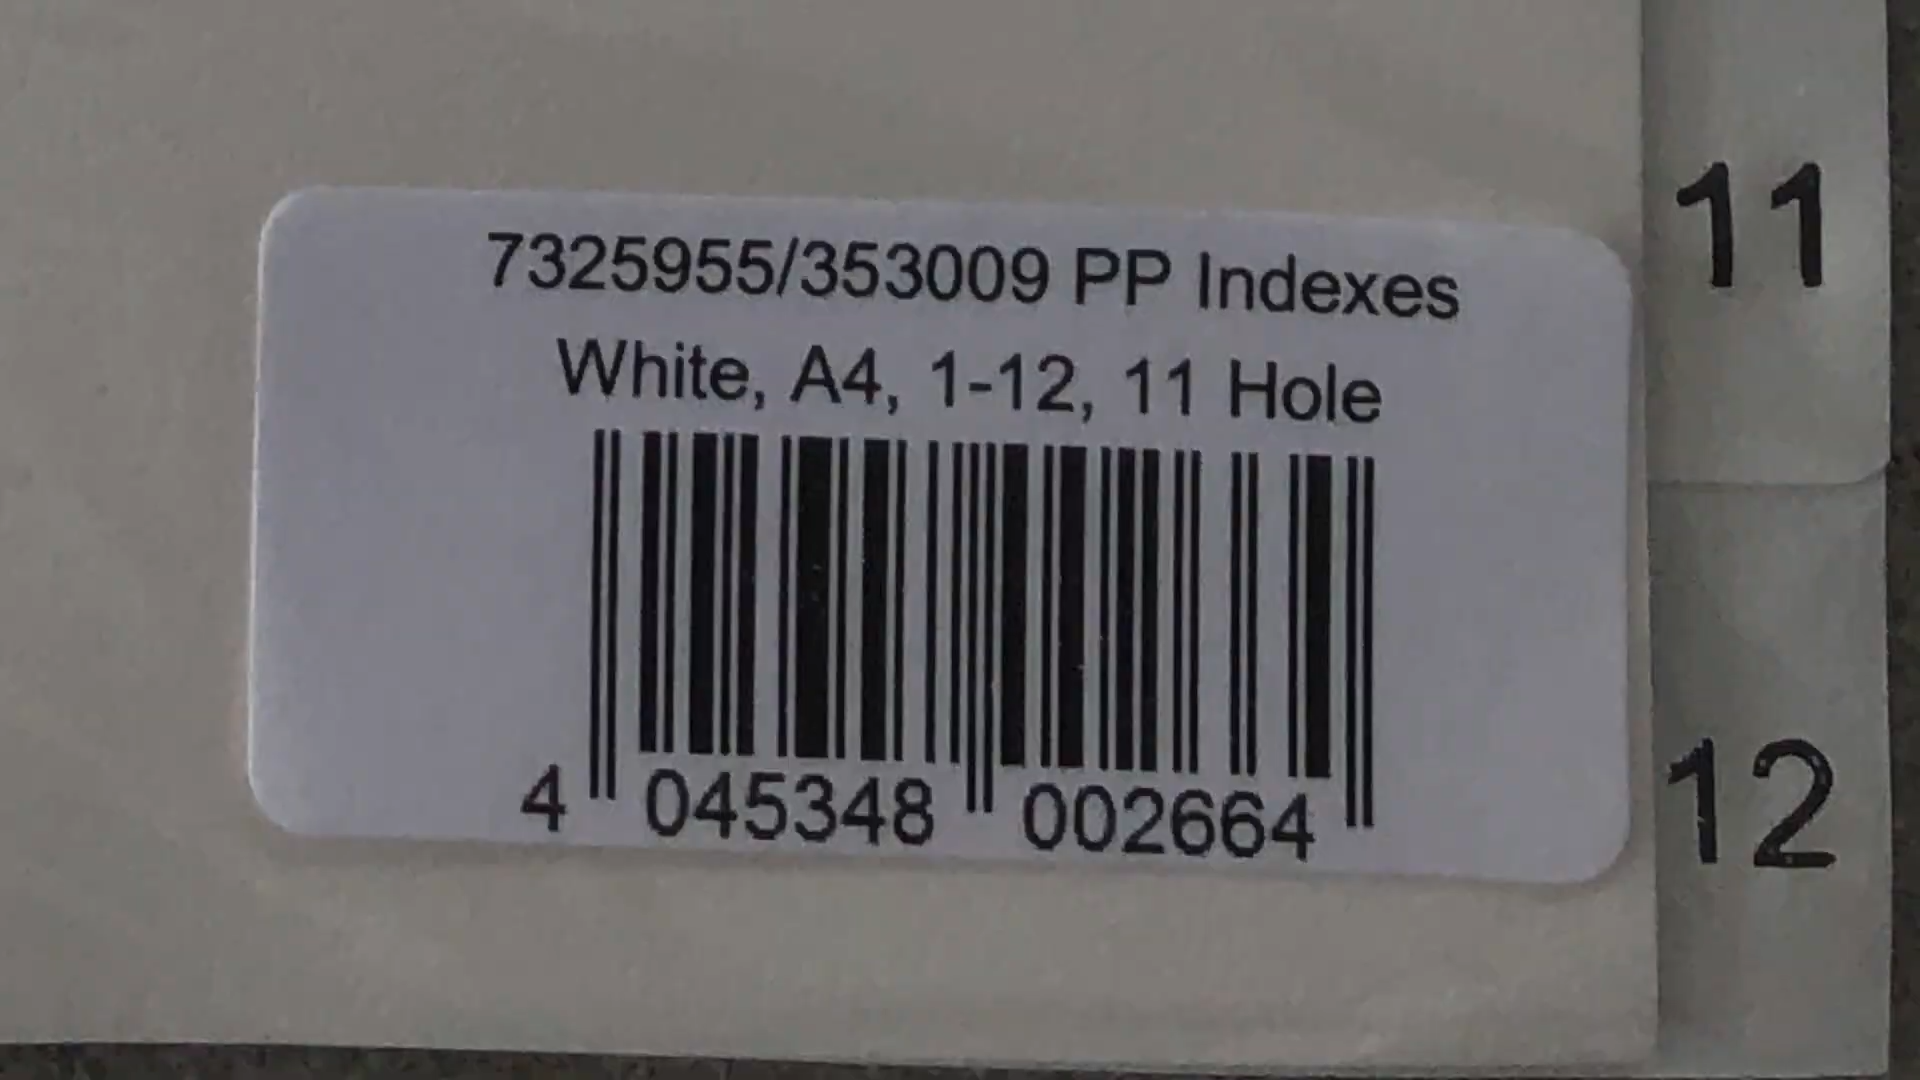 7325955/353009 PP Indexes
White, A4, 1-12, 11 Hole
4 045348 002664
11
12